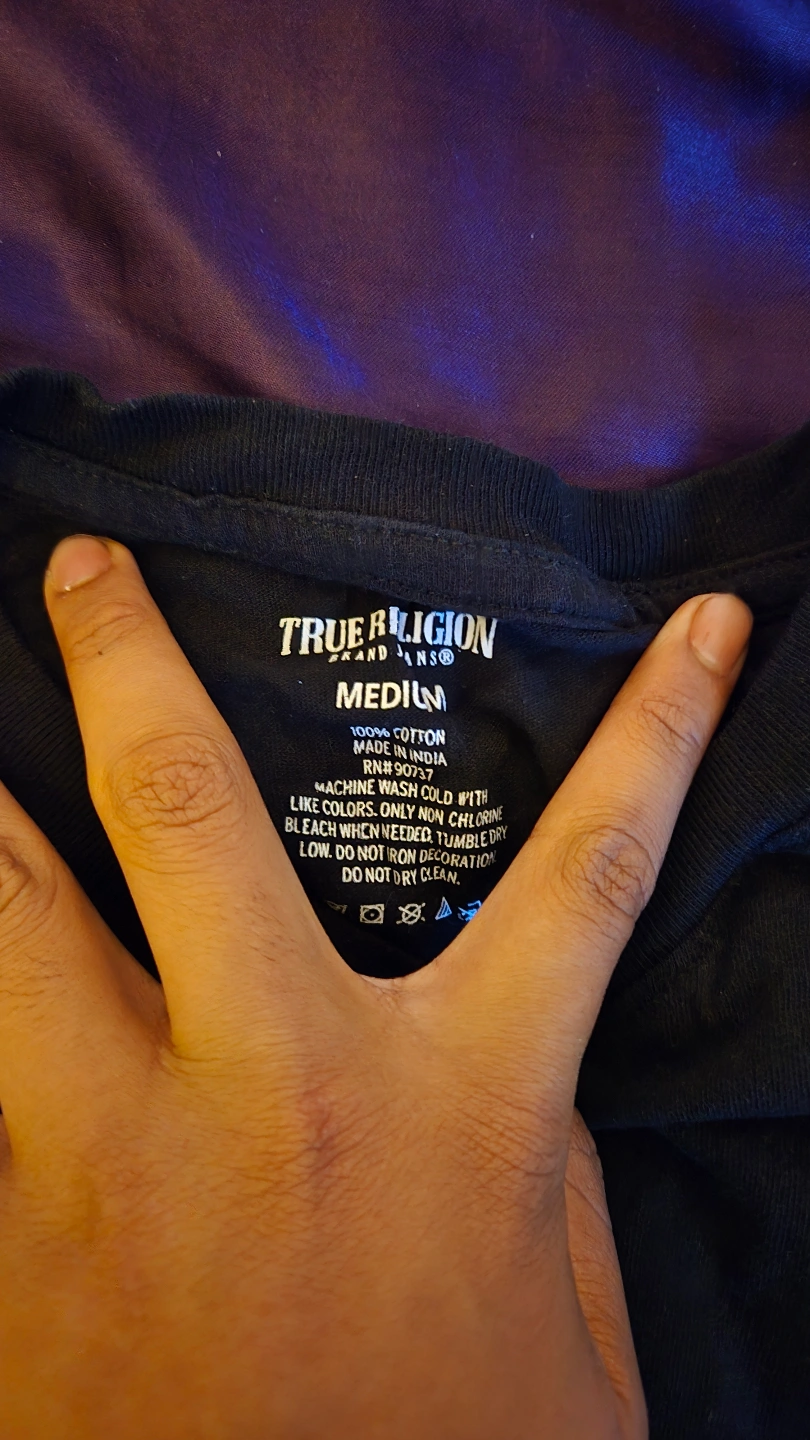 TRUE RELIGION
BRAND JEANS®
MEDIUM
100% COTTON
MADE IN INDIA
RN# 90737
MACHINE WASH COLD WITH
LIKE COLORS. ONLY NON CHLORINE
BLEACH WHEN NEEDED. TUMBLE DRY
LOW. DO NOT IRON DECORATION.
DO NOT DRY CLEAN.